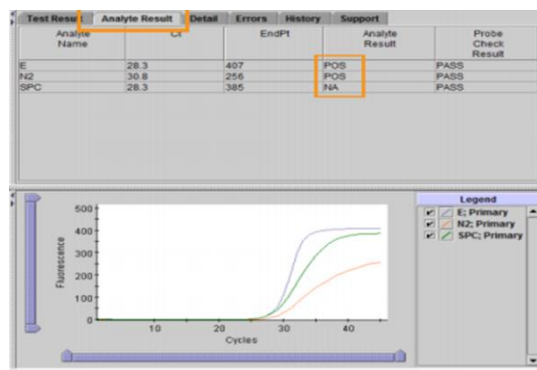 Test Result Analyte Result Detail Errors History Support
Analyte Name Ct EndPt Analyte Result Probe Check Result
E 28.3 407 POS PASS
N2 30.8 256 POS PASS
SPC 28.3 385 NA PASS
500
400
300
200
100
0
Fluorescence
10 20 30 40
Cycles
Legend
E; Primary
N2; Primary
SPC; Primary